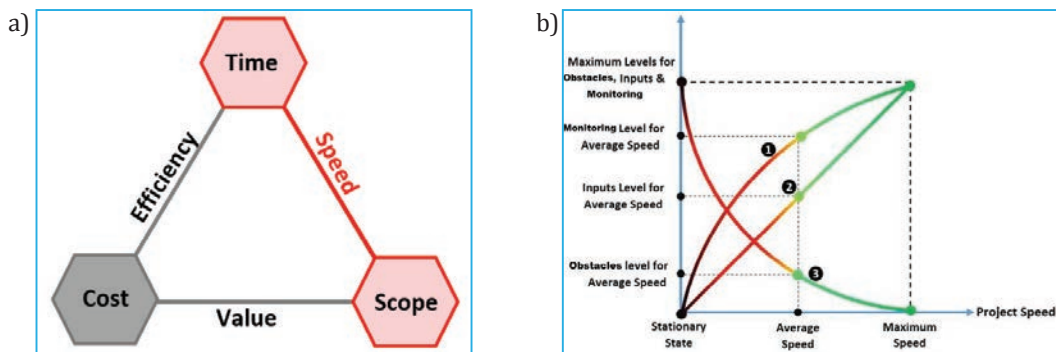 a)
Time
Efficiency
Speed
Cost
Value
Scope
b)
Maximum Levels for
Obstacles, Inputs &
Monitoring
Monitoring Level for
Average Speed
Inputs Level for
Average Speed
Obstacles level for
Average Speed
1
2
3
Stationary
State
Average
Speed
Maximum
Speed
Project Speed